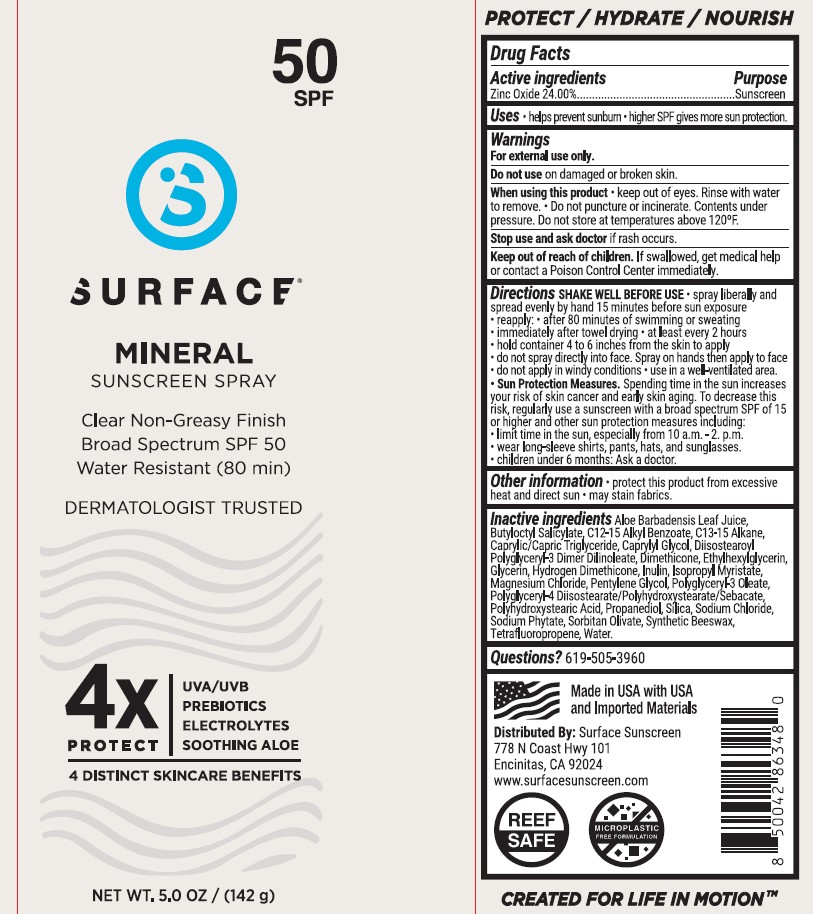 50
SPF
SURFACE®
MINERAL
SUNSCREEN SPRAY
Clear Non-Greasy Finish
Broad Spectrum SPF 50
Water Resistant (80 min)
DERMATOLOGIST TRUSTED
4x
PROTECT
UVA/UVB
PREBIOTICS
ELECTROLYTES
SOOTHING ALOE
4 DISTINCT SKINCARE BENEFITS
NET WT. 5.0 OZ / (142 g)
PROTECT / HYDRATE / NOURISH
Drug Facts
Active ingredients Purpose
Zinc Oxide 24.00%....................................................Sunscreen
Uses • helps prevent sunburn • higher SPF gives more sun protection.
Warnings
For external use only.
Do not use on damaged or broken skin.
When using this product • keep out of eyes. Rinse with water
to remove. • Do not puncture or incinerate. Contents under
pressure. Do not store at temperatures above 120ºF.
Stop use and ask doctor if rash occurs.
Keep out of reach of children. If swallowed, get medical help
or contact a Poison Control Center immediately.
Directions SHAKE WELL BEFORE USE • spray liberally and
spread evenly by hand 15 minutes before sun exposure
• reapply: • after 80 minutes of swimming or sweating
• immediately after towel drying • at least every 2 hours
• hold container 4 to 6 inches from the skin to apply
• do not spray directly into face. Spray on hands then apply to face
• do not apply in windy conditions • use in a well-ventilated area.
• Sun Protection Measures. Spending time in the sun increases
your risk of skin cancer and early skin aging. To decrease this
risk, regularly use a sunscreen with a broad spectrum SPF of 15
or higher and other sun protection measures including:
• limit time in the sun, especially from 10 a.m. - 2. p.m.
• wear long-sleeve shirts, pants, hats, and sunglasses.
• children under 6 months: Ask a doctor.
Other information • protect this product from excessive
heat and direct sun • may stain fabrics.
Inactive ingredients Aloe Barbadensis Leaf Juice,
Butyloctyl Salicylate, C12-15 Alkyl Benzoate, C13-15 Alkane,
Caprylic/Capric Triglyceride, Caprylyl Glycol, Diisostearoyl
Polyglyceryl-3 Dimer Dilinoleate, Dimethicone, Ethylhexylglycerin,
Glycerin, Hydrogen Dimethicone, Inulin, Isopropyl Myristate,
Magnesium Chloride, Pentylene Glycol, Polyglyceryl-3 Oleate,
Polyglyceryl-4 Diisostearate/Polyhydroxystearate/Sebacate,
Polyhydroxystearic Acid, Propanediol, Silica, Sodium Chloride,
Sodium Phytate, Sorbitan Olivate, Synthetic Beeswax,
Tetrafluoropropene, Water.
Questions? 619-505-3960
Made in USA with USA
and Imported Materials
Distributed By: Surface Sunscreen
778 N Coast Hwy 101
Encinitas, CA 92024
www.surfacesunscreen.com
REEF
SAFE
MICROPLASTIC
FREE FORMULATION
8 50042 86348 0
CREATED FOR LIFE IN MOTION™